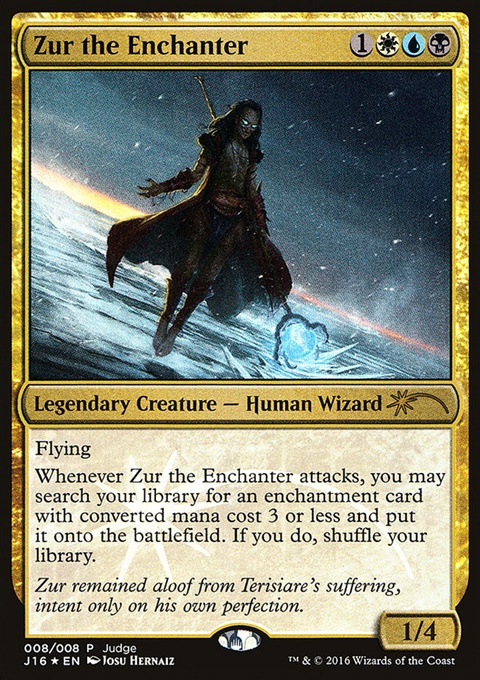 Zur the Enchanter 1
Legendary Creature — Human Wizard
Flying
Whenever Zur the Enchanter attacks, you may
search your library for an enchantment card
with converted mana cost 3 or less and put
it onto the battlefield. If you do, shuffle your
library.
Zur remained aloof from Terisiare's suffering,
intent only on his own perfection.
1/4
008/008 P Judge
J16 ★ EN Josu Hernaiz
™ & © 2016 Wizards of the Coast